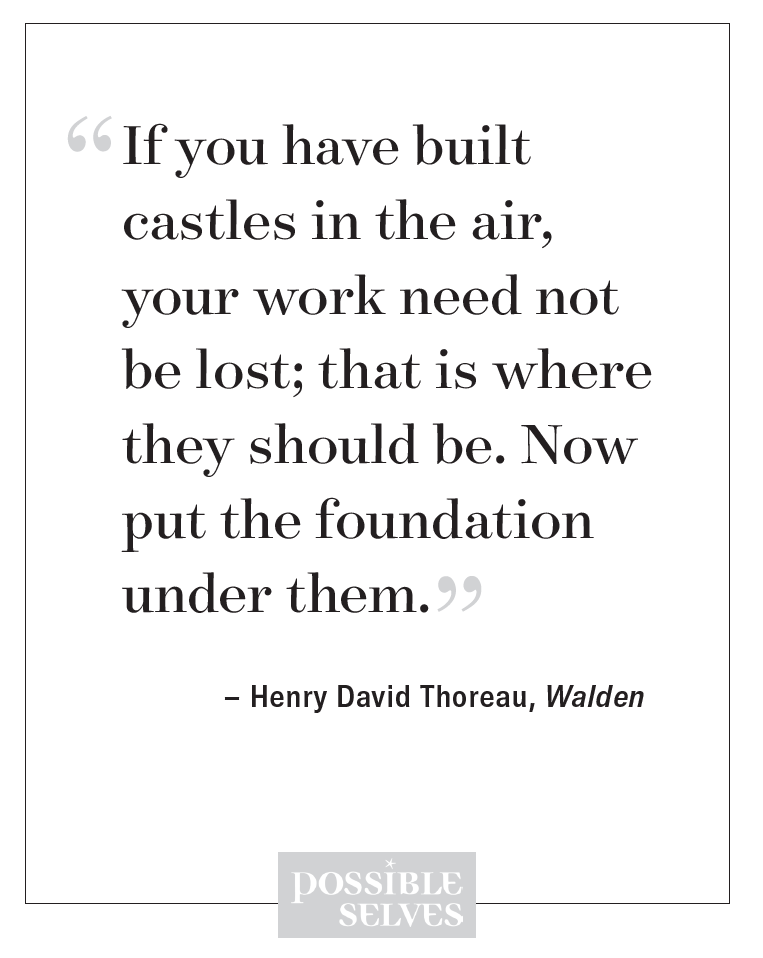 “If you have built
castles in the air,
your work need not
be lost; that is where
they should be. Now
put the foundation
under them.”
– Henry David Thoreau, Walden
POSSIBLE
SELVES